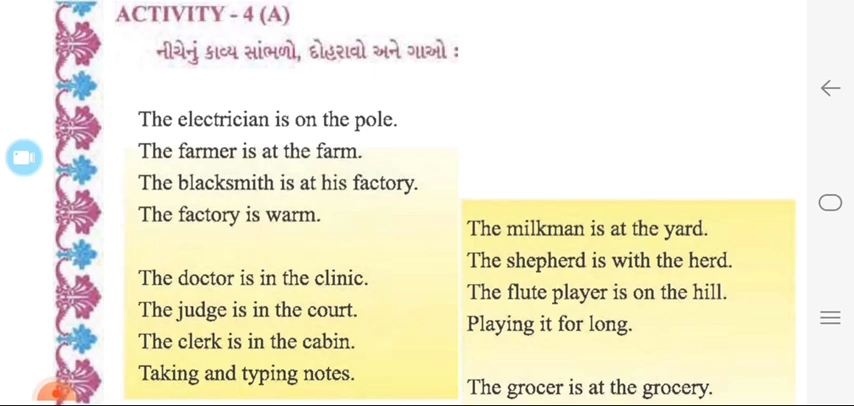 ACTIVITY - 4 (A)
નીચેનું કાવ્ય સાંભળો, દોહરાવો અને ગાઓ :
The electrician is on the pole.
The farmer is at the farm.
The blacksmith is at his factory.
The factory is warm.
The doctor is in the clinic.
The judge is in the court.
The clerk is in the cabin.
Taking and typing notes.
The milkman is at the yard.
The shepherd is with the herd.
The flute player is on the hill.
Playing it for long.
The grocer is at the grocery.